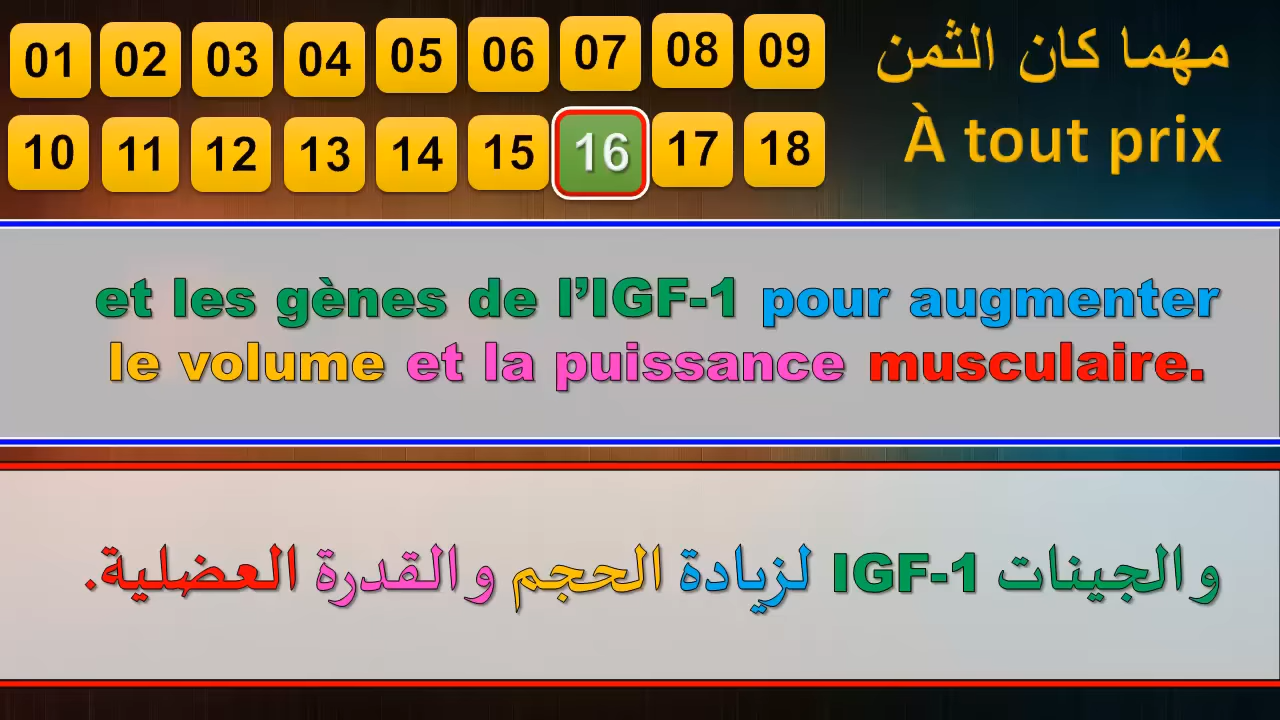 01 02 03 04 05 06 07 08 09
10 11 12 13 14 15 16 17 18
مهما كان الثمن
À tout prix
et les gènes de l’IGF-1 pour augmenter
le volume et la puissance musculaire.
والجينات IGF-1 لزيادة الحجم والقدرة العضلية.